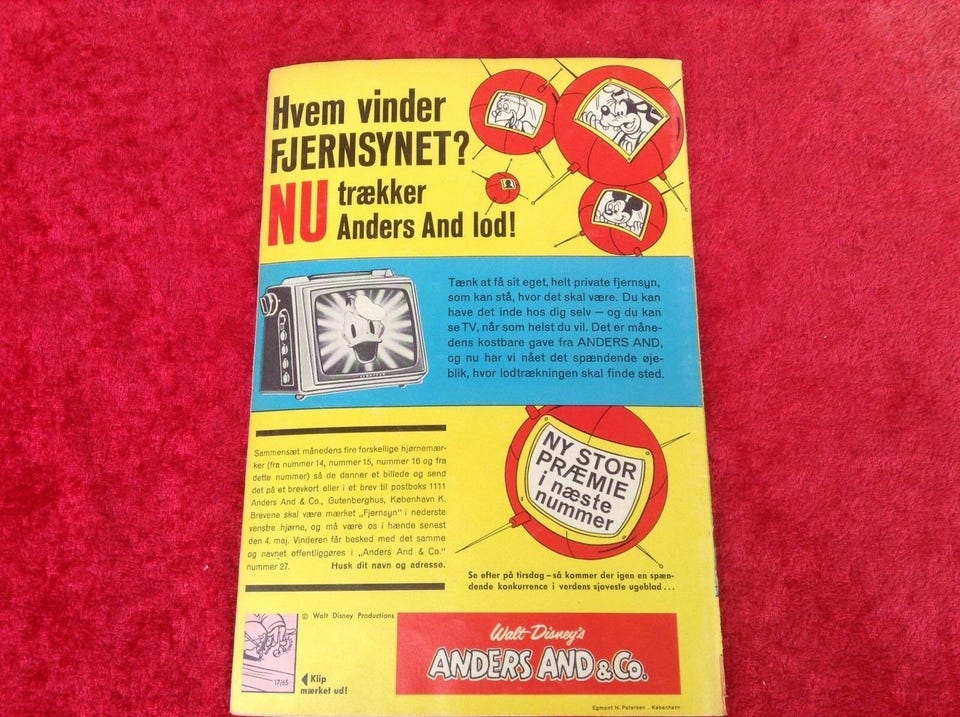 Hvem vinder
FJERNSYNET?
NU trækker
Anders And lod!
Tænk at få sit eget, helt private fjernsyn,
som kan stå, hvor det skal være. Du kan
have det inde hos dig selv – og du kan
se TV, når som helst du vil. Det er måne-
dens kostbare gave fra ANDERS AND,
og nu har vi nået det spændende øje-
blik, hvor lodtrækningen skal finde sted.
Sammensæt månedens fire forskellige hjørnemær-
ker (fra nummer 14, nummer 15, nummer 16 og fra
dette nummer) så de danner et billede og send
det på et brevkort eller i et brev til postboks 1111
Anders And & Co., Gutenberghus, København K.
Brevene skal være mærket „Fjernsyn" i nederste
venstre hjørne, og må være os i hænde senest
den 4. maj. Vinderen får besked med det samme
og navnet offentliggøres i „Anders And & Co."
nummer 27. Husk dit navn og adresse.
NY STOR
PRÆMIE
i næste
nummer
Se efter på tirsdag – så kommer der igen en spæn-
dende konkurrence i verdens sjoveste ugeblad...
© Walt Disney Productions
17/65
Klip
mærket ud!
Walt Disney's
ANDERS AND & Co.
Egmont H. Petersen . København